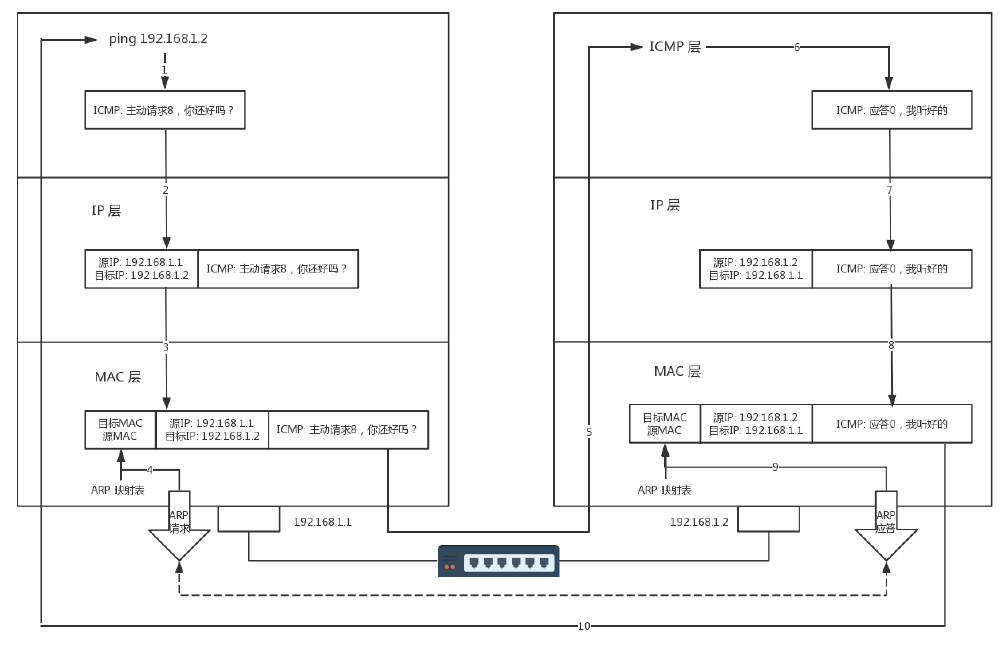 ping 192.168.1.2
1
ICMP: 主动请求8，你还好吗？
2
IP 层
源IP: 192.168.1.1
目标IP: 192.168.1.2
ICMP: 主动请求8，你还好吗？
3
MAC 层
目标MAC
源MAC
源IP: 192.168.1.1
目标IP: 192.168.1.2
ICMP: 主动请求8，你还好吗？
4
ARP 映射表
ARP
请求
192.168.1.1
5
ICMP 层
6
ICMP: 应答0，我听好的
7
IP 层
源IP: 192.168.1.2
目标IP: 192.168.1.1
ICMP: 应答0，我听好的
8
MAC 层
目标MAC
源MAC
源IP: 192.168.1.2
目标IP: 192.168.1.1
ICMP: 应答0，我听好的
9
ARP 映射表
192.168.1.2
ARP
应答
10